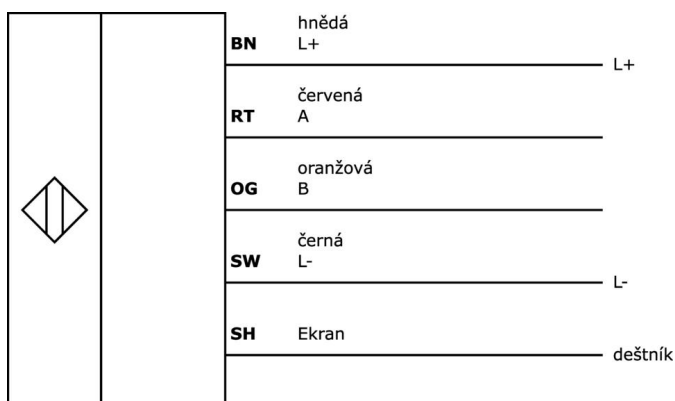 hnědá
BN L+
L+
červená
RT A
oranžová
OG B
černá
SW L-
L-
SH Ekran
deštník